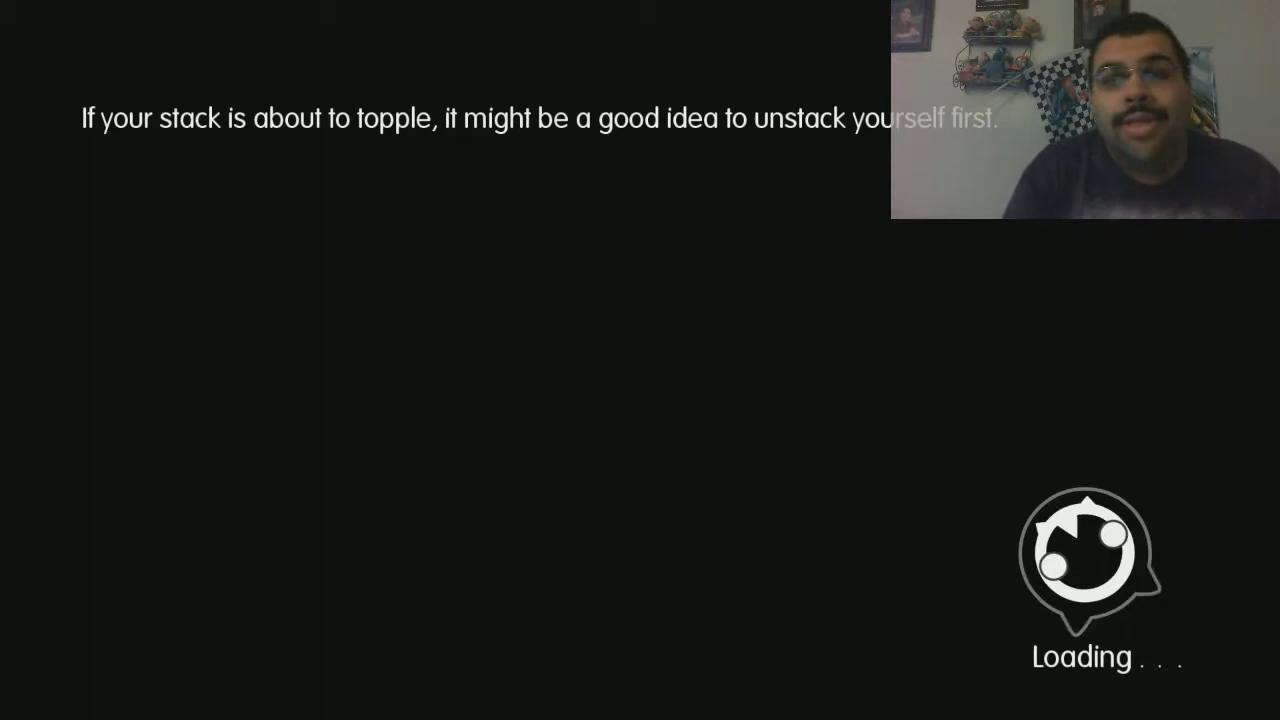 If your stack is about to topple, it might be a good idea to unstack yourself first.
Loading . . .